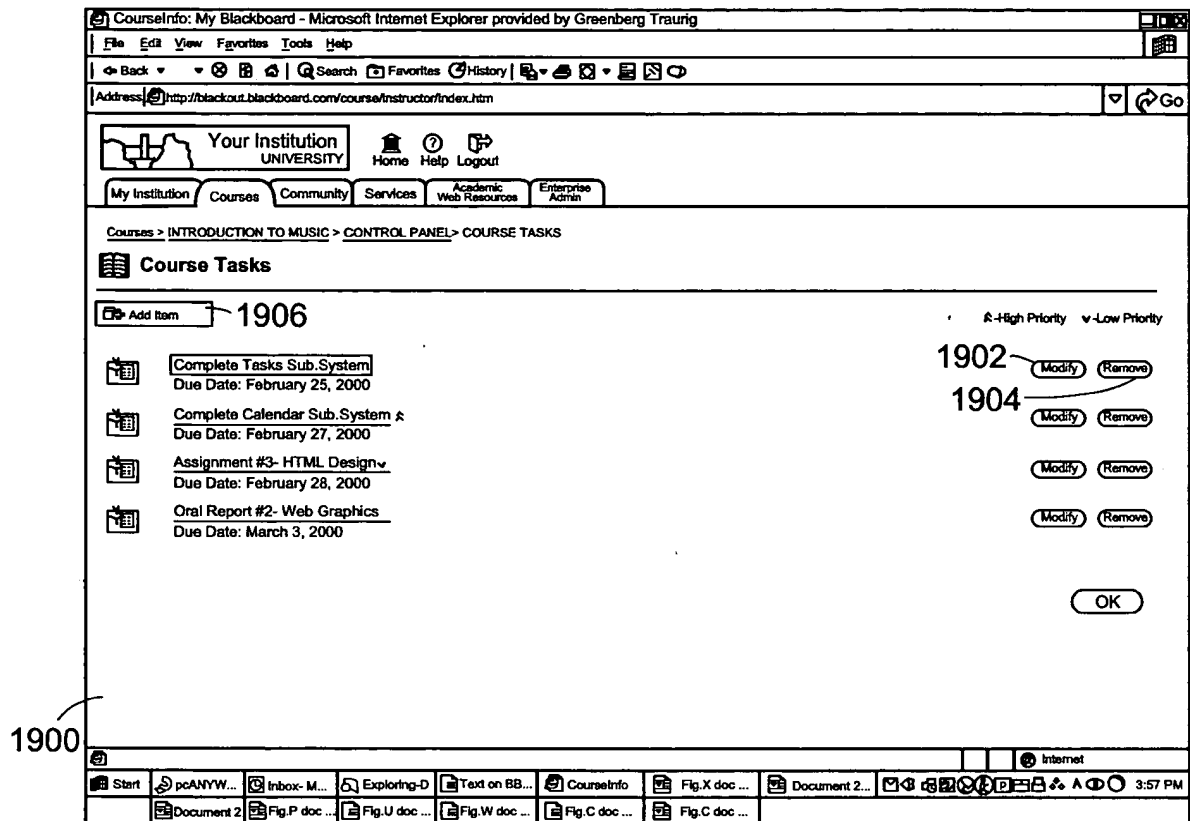 CourseInfo: My Blackboard - Microsoft Internet Explorer provided by Greenberg Traurig
File Edit View Favorites Tools Help
Back Search Favorites History
Address http://blackout.blackboard.com/course/instructor/index.htm Go
Your Institution
UNIVERSITY
Home Help Logout
My Institution Courses Community Services Academic Web Resources Enterprise Admin
Courses > INTRODUCTION TO MUSIC > CONTROL PANEL> COURSE TASKS
Course Tasks
Add Item 1906 -High Priority -Low Priority
Complete Tasks Sub.System 1902 Modify Remove
Due Date: February 25, 2000 1904
Complete Calendar Sub.System Modify Remove
Due Date: February 27, 2000
Assignment #3- HTML Design Modify Remove
Due Date: February 28, 2000
Oral Report #2- Web Graphics Modify Remove
Due Date: March 3, 2000
OK
1900
Internet
Start pcANYW... Inbox- M... Exploring-D Text on BB... CourseInfo Fig.X doc ... Document 2... 3:57 PM
Document 2 Fig.P doc ... Fig.U doc ... Fig.W doc ... Fig.C doc ... Fig.C doc ...